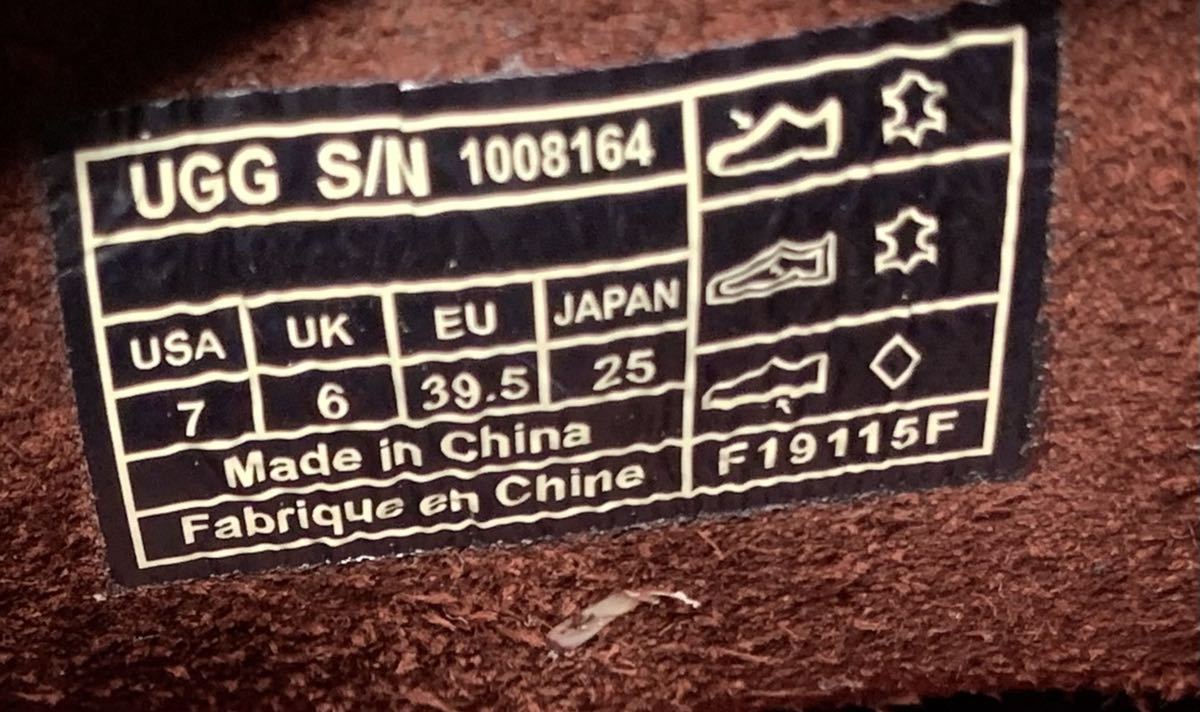 UGG S/N 1008164
USA UK EU JAPAN
7 6 39.5 25
Made in China
Fabrique en Chine
F19115F